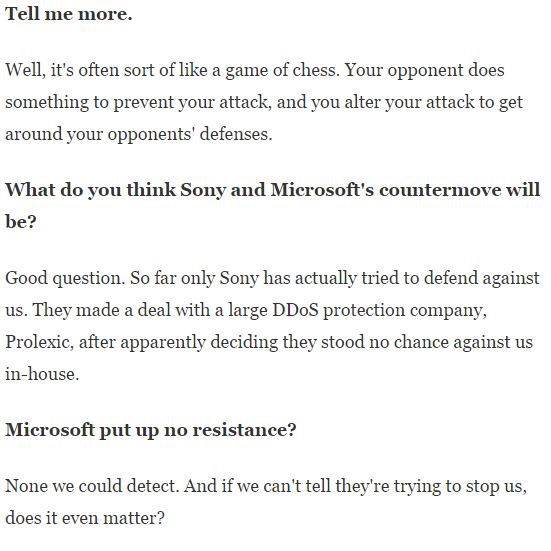 Tell me more.
Well, it's often sort of like a game of chess. Your opponent does
something to prevent your attack, and you alter your attack to get
around your opponents' defenses.
What do you think Sony and Microsoft's countermove will
be?
Good question. So far only Sony has actually tried to defend against
us. They made a deal with a large DDoS protection company,
Prolexic, after apparently deciding they stood no chance against us
in-house.
Microsoft put up no resistance?
None we could detect. And if we can't tell they're trying to stop us,
does it even matter?